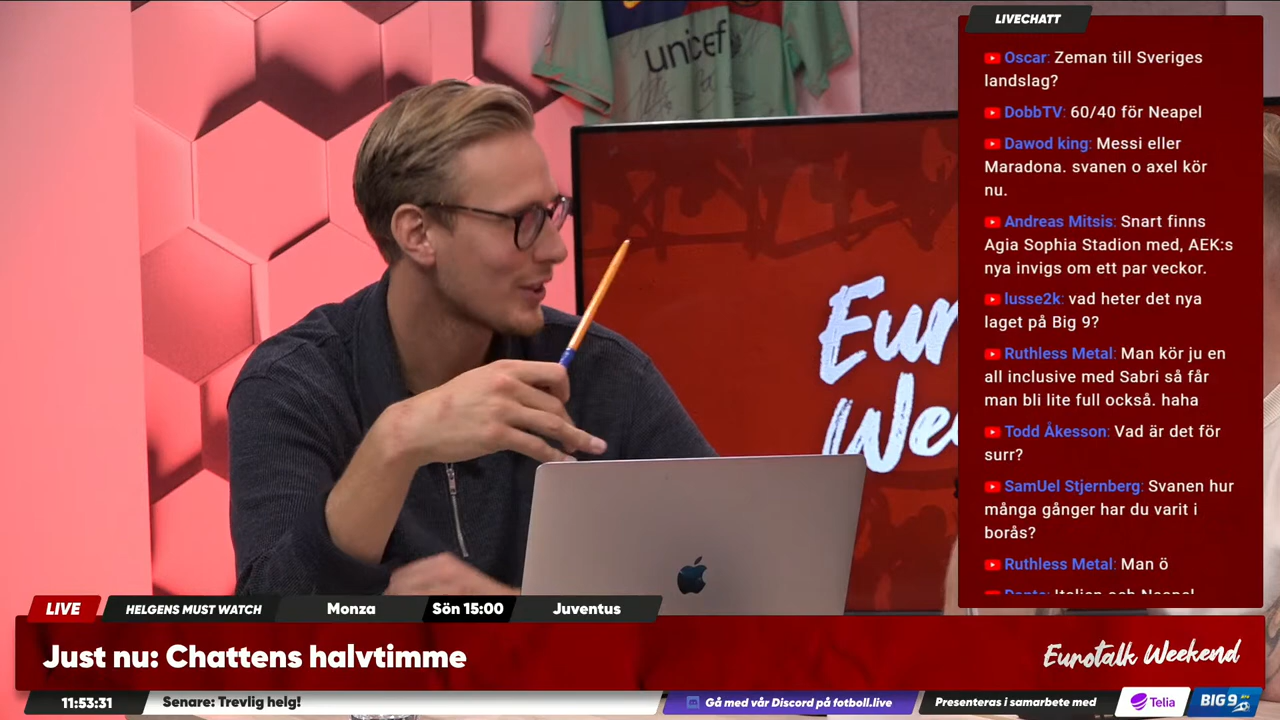 unicef
Eur
We
LIVECHATT
Oscar: Zeman till Sveriges
landslag?
DobbTV: 60/40 för Neapel
Dawod king: Messi eller
Maradona. svanen o axel kör
nu.
Andreas Mitsis: Snart finns
Agia Sophia Stadion med, AEK:s
nya invigs om ett par veckor.
lusse2k: vad heter det nya
laget på Big 9?
Ruthless Metal: Man kör ju en
all inclusive med Sabri så får
man bli lite full också. haha
Todd Åkesson: Vad är det för
surr?
SamUel Stjernberg: Svanen hur
många gånger har du varit i
borås?
Ruthless Metal: Man ö
LIVE HELGENS MUST WATCH Monza Sön 15:00 Juventus
Just nu: Chattens halvtimme
Eurotalk Weekend
11:53:31 Senare: Trevlig helg! Gå med vår Discord på fotboll.live Presenteras i samarbete med Telia BIG 9